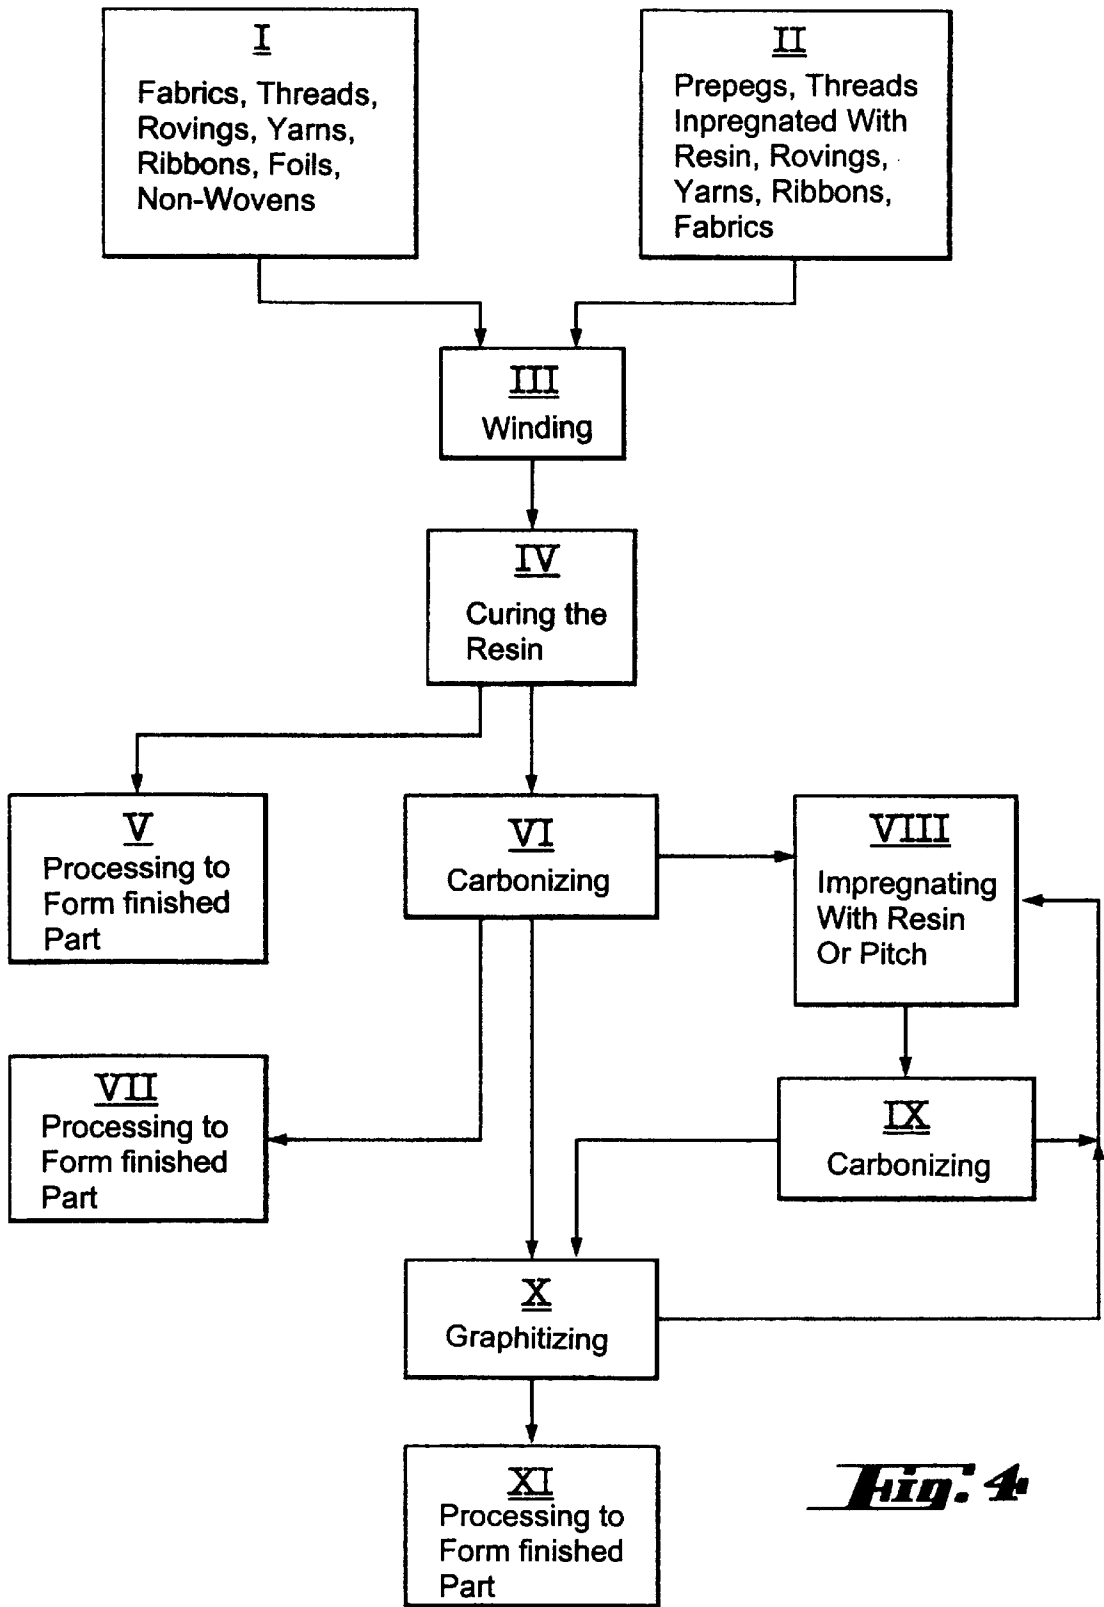 I
Fabrics, Threads,
Rovings, Yarns,
Ribbons, Foils,
Non-Wovens
II
Prepegs, Threads
Inpregnated With
Resin, Rovings,
Yarns, Ribbons,
Fabrics
III
Winding
IV
Curing the
Resin
V
Processing to
Form finished
Part
VI
Carbonizing
VIII
Impregnating
With Resin
Or Pitch
VII
Processing to
Form finished
Part
IX
Carbonizing
X
Graphitizing
XI
Processing to
Form finished
Part
Fig. 4